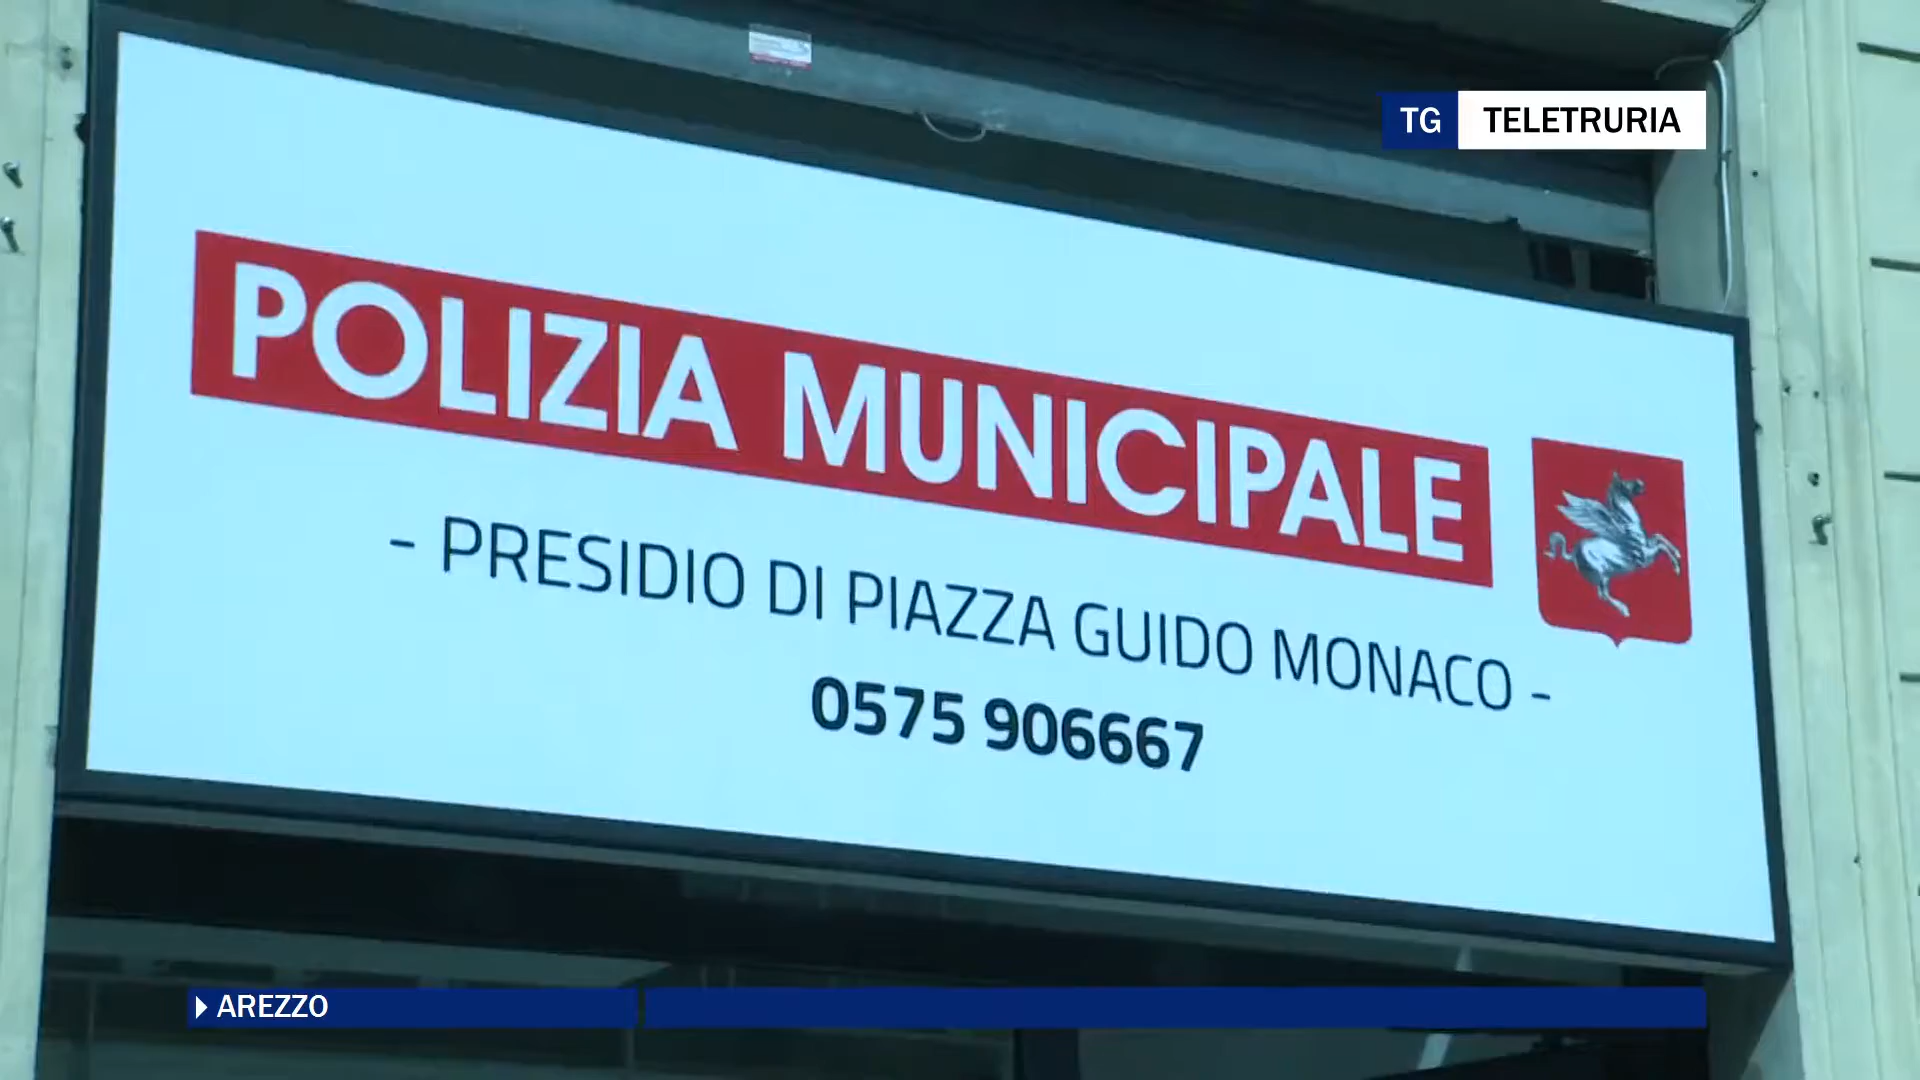 TG TELETRURIA
POLIZIA MUNICIPALE
- PRESIDIO DI PIAZZA GUIDO MONACO -
0575 906667
AREZZO